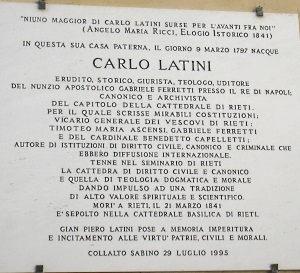 "NIUNO MAGGIOR DI CARLO LATINI SURSE PER L'AVANTI FRA NOI"
(ANGELO MARIA RICCI, ELOGIO ISTORICO 1841)
IN QUESTA SUA CASA PATERNA, IL GIORNO 9 MARZO 1797 NACQUE
CARLO LATINI
ERUDITO, STORICO, GIURISTA, TEOLOGO, UDITORE
DEL NUNZIO APOSTOLICO GABRIELE FERRETTI PRESSO IL RE DI NAPOLI;
CANONICO E ARCHIVISTA
DEL CAPITOLO DELLA CATTEDRALE DI RIETI,
PER IL QUALE SCRISSE MIRABILI COSTITUZIONI;
VICARIO GENERALE DEI VESCOVI DI RIETI;
TIMOTEO MARIA ASCENSI, GABRIELE FERRETTI
E DEL CARDINALE BENEDETTO CAPELLETTI;
AUTORE DI ISTITUZIONI DI DIRITTO CIVILE, CANONICO E CRIMINALE CHE
EBBERO DIFFUSIONE INTERNAZIONALE.
TENNE NEL SEMINARIO DI RIETI
LA CATTEDRA DI DIRITTO CIVILE E CANONICO
E QUELLA DI TEOLOGIA DOGMATICA E MORALE
DANDO IMPULSO AD UNA TRADIZIONE
DI ALTO VALORE SPIRITUALE E SCIENTIFICO.
MORI' A RIETI, IL 21 MARZO 1841
E' SEPOLTO NELLA CATTEDRALE BASILICA DI RIETI.
GIAN PIERO LATINI POSE A MEMORIA IMPERITURA
E INCITAMENTO ALLE VIRTU' PATRIE, CIVILI E MORALI.
COLLALTO SABINO 29 LUGLIO 1995